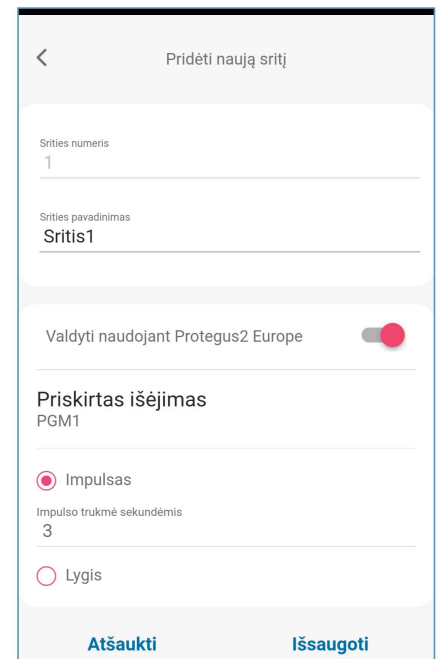 Pridėti naują sritį
Srities numeris
1
Srities pavadinimas
Sritis1
Valdyti naudojant Protegus2 Europe
Priskirtas išėjimas
PGM1
Impulsas
Impulso trukmė sekundėmis
3
Lygis
Atšaukti Išsaugoti